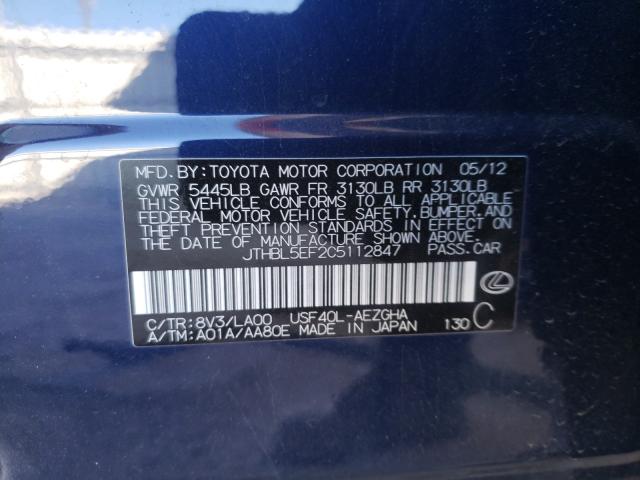 MFD. BY: TOYOTA MOTOR CORPORATION 05/12
GVWR 5445LB GAWR FR 3130LB RR 3130LB
THIS VEHICLE CONFORMS TO ALL APPLICABLE
FEDERAL MOTOR VEHICLE SAFETY, BUMPER, AND
THEFT PREVENTION STANDARDS IN EFFECT ON
THE DATE OF MANUFACTURE SHOWN ABOVE.
JTHBL5EF2C5112847 PASS. CAR
C/TR: 8V3/LA00 USF40L-AEZGHA
A/TM: A01A/AA80E MADE IN JAPAN 130 C